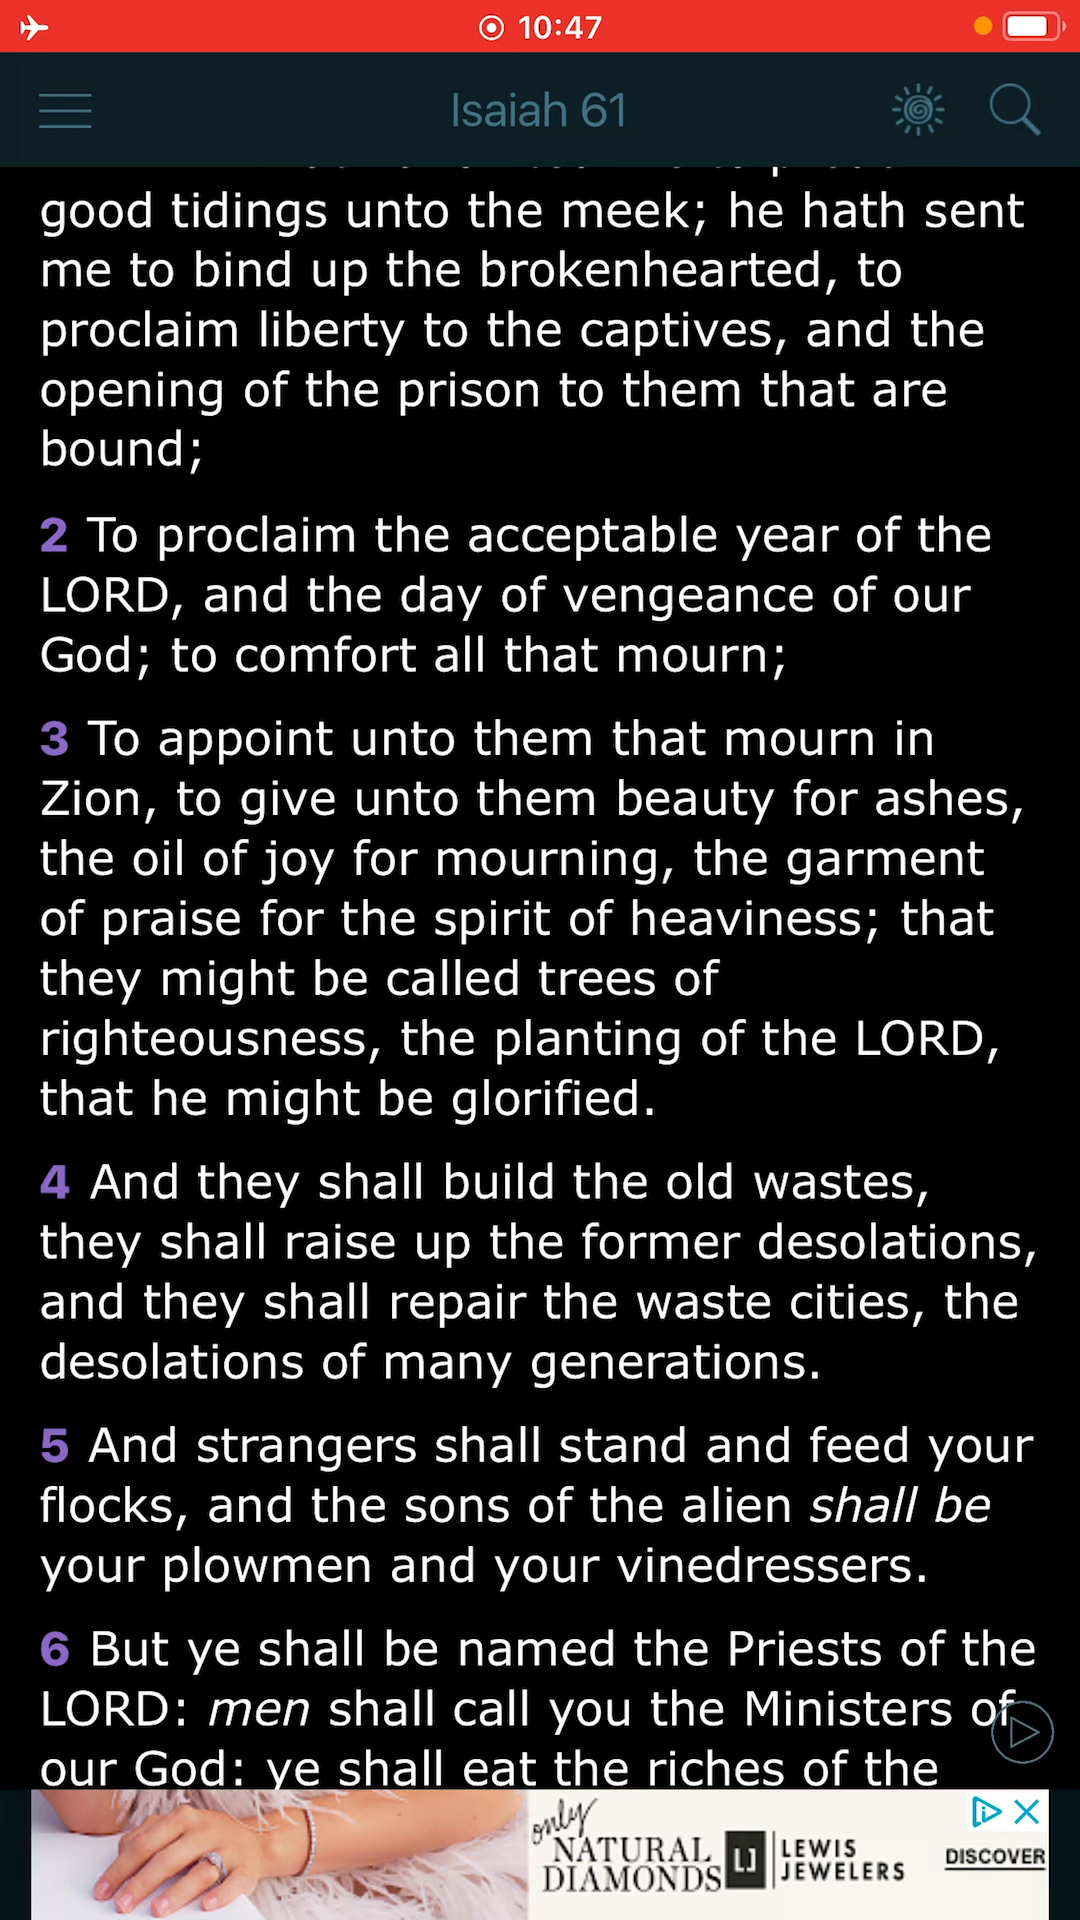 10:47
Isaiah 61
good tidings unto the meek; he hath sent
me to bind up the brokenhearted, to
proclaim liberty to the captives, and the
opening of the prison to them that are
bound;
2 To proclaim the acceptable year of the
LORD, and the day of vengeance of our
God; to comfort all that mourn;
3 To appoint unto them that mourn in
Zion, to give unto them beauty for ashes,
the oil of joy for mourning, the garment
of praise for the spirit of heaviness; that
they might be called trees of
righteousness, the planting of the LORD,
that he might be glorified.
4 And they shall build the old wastes,
they shall raise up the former desolations,
and they shall repair the waste cities, the
desolations of many generations.
5 And strangers shall stand and feed your
flocks, and the sons of the alien shall be
your plowmen and your vinedressers.
6 But ye shall be named the Priests of the
LORD: men shall call you the Ministers of
our God: ye shall eat the riches of the
only
NATURAL
DIAMONDS
LJ
LEWIS
JEWELERS
DISCOVER